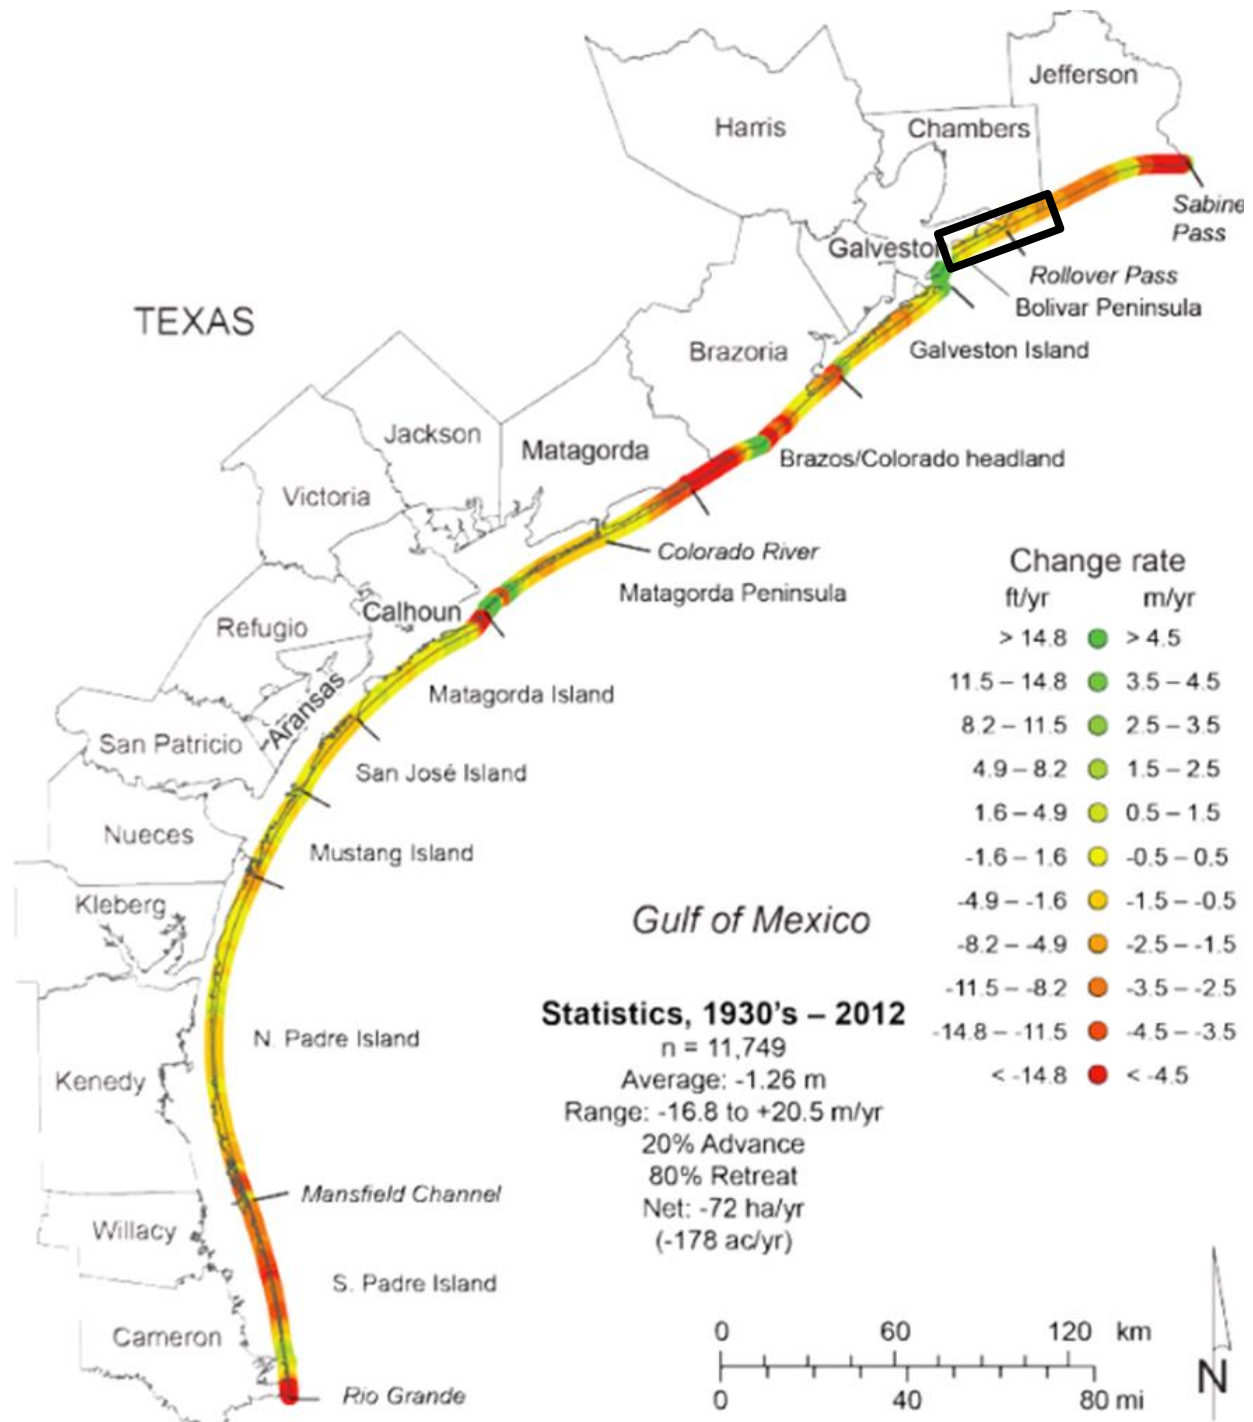 Jefferson
Harris
Chambers
Sabine
Pass
Galveston
Rollover Pass
Bolivar Peninsula
TEXAS
Brazoria
Galveston Island
Jackson
Matagorda
Brazos/Colorado headland
Victoria
Colorado River
Matagorda Peninsula
Calhoun
Refugio
Aransas
Matagorda Island
San Patricio
San José Island
Nueces
Mustang Island
Kleberg
Gulf of Mexico
N. Padre Island
Kenedy
Mansfield Channel
Willacy
S. Padre Island
Cameron
Rio Grande
Change rate
ft/yr m/yr
> 14.8 > 4.5
11.5 – 14.8 3.5 – 4.5
8.2 – 11.5 2.5 – 3.5
4.9 – 8.2 1.5 – 2.5
1.6 – 4.9 0.5 – 1.5
-1.6 – 1.6 -0.5 – 0.5
-4.9 – -1.6 -1.5 – -0.5
-8.2 – -4.9 -2.5 – -1.5
-11.5 – -8.2 -3.5 – -2.5
-14.8 – -11.5 -4.5 – -3.5
< -14.8 < -4.5
Statistics, 1930's – 2012
n = 11,749
Average: -1.26 m
Range: -16.8 to +20.5 m/yr
20% Advance
80% Retreat
Net: -72 ha/yr
(-178 ac/yr)
0 60 120 km
0 40 80 mi
N